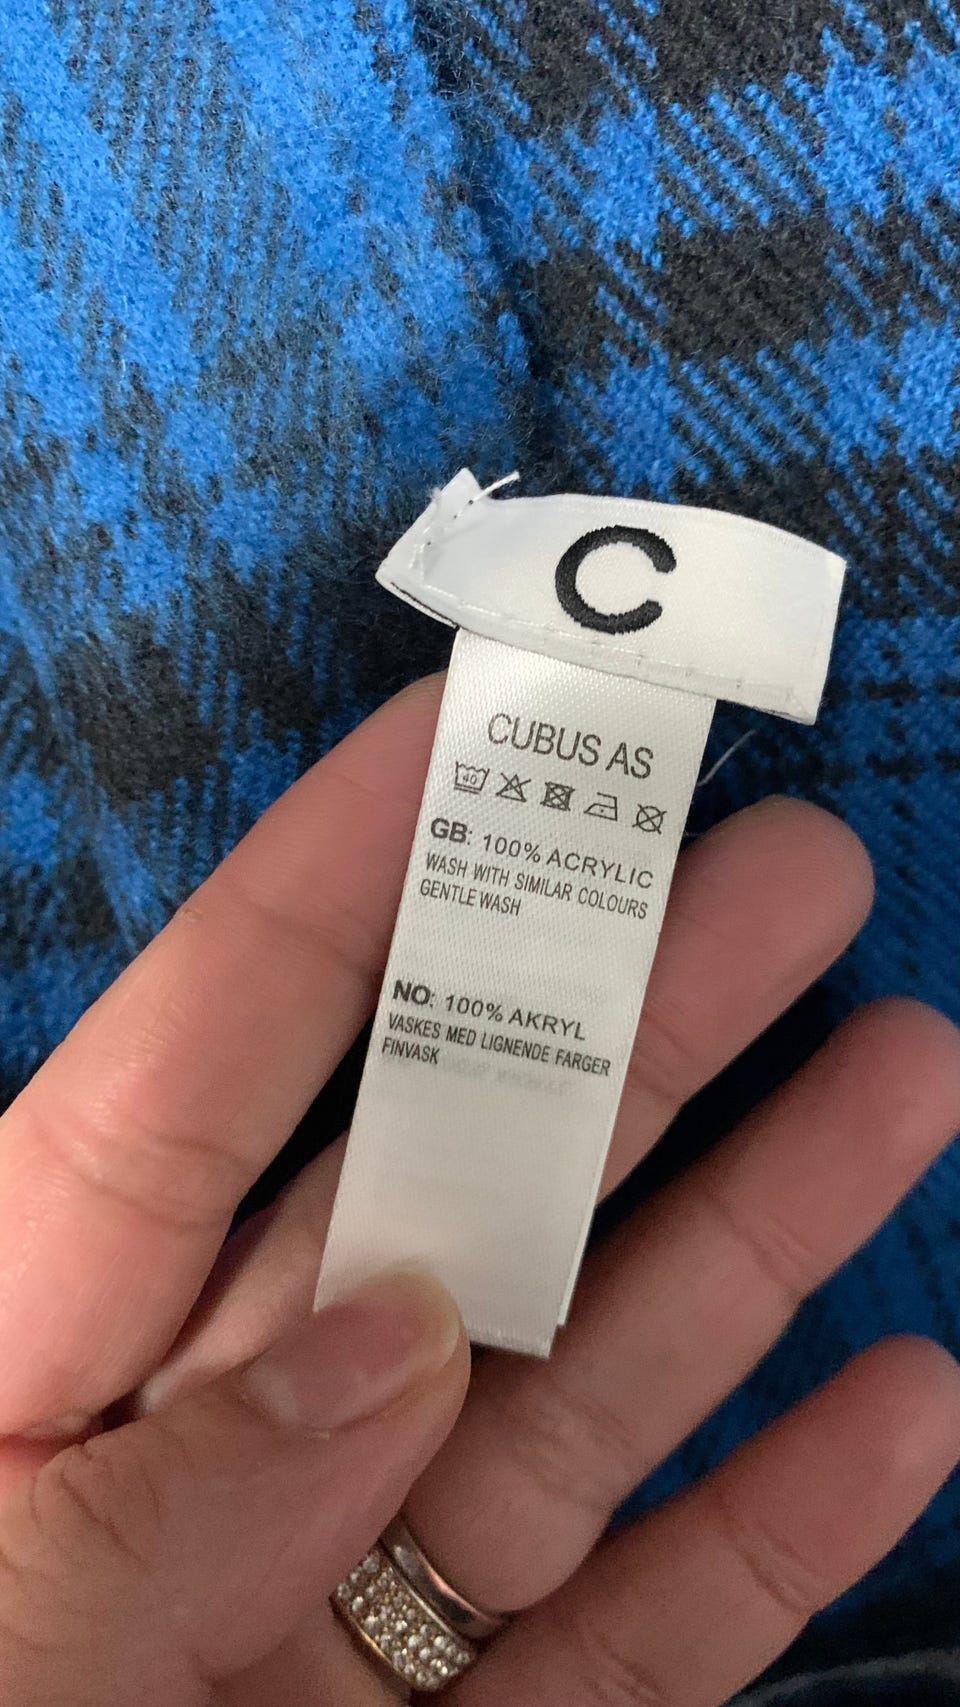 C
CUBUS AS
40
GB: 100% ACRYLIC
WASH WITH SIMILAR COLOURS
GENTLE WASH
NO: 100% AKRYL
VASKES MED LIGNENDE FARGER
FINVASK